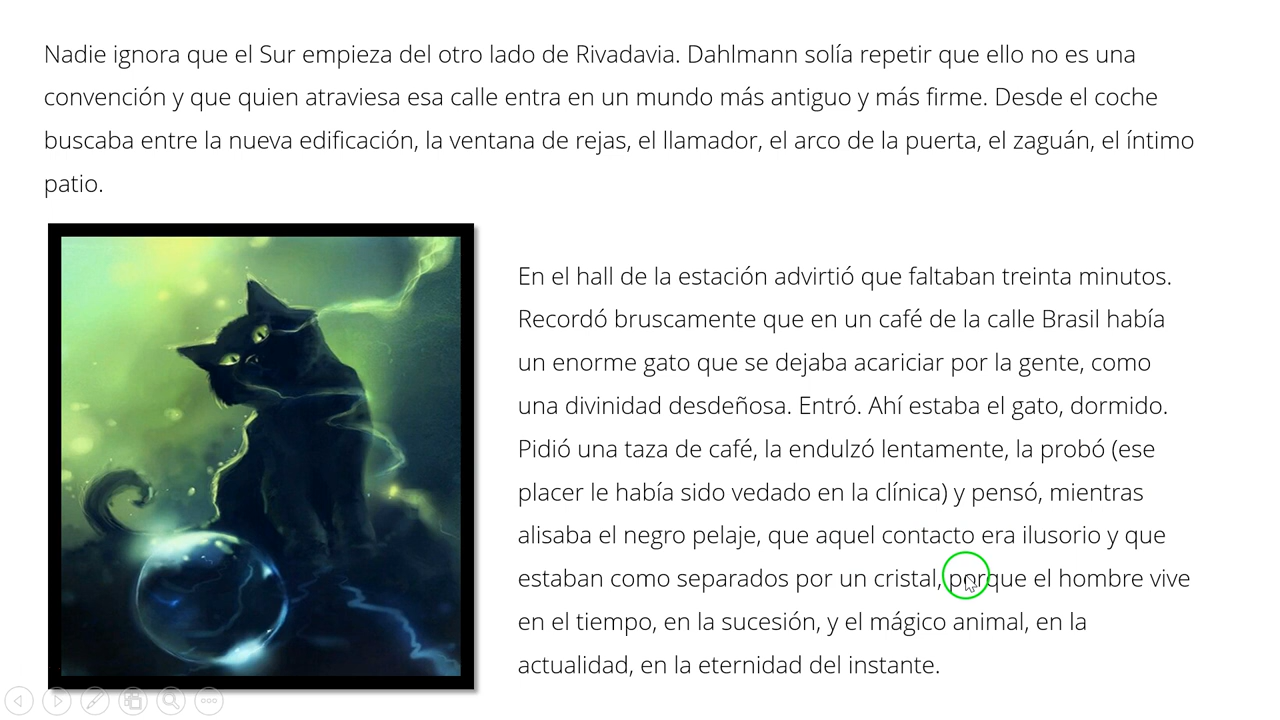 Nadie ignora que el Sur empieza del otro lado de Rivadavia. Dahlmann solía repetir que ello no es una
convención y que quien atraviesa esa calle entra en un mundo más antiguo y más firme. Desde el coche
buscaba entre la nueva edificación, la ventana de rejas, el llamador, el arco de la puerta, el zaguán, el íntimo
patio.
En el hall de la estación advirtió que faltaban treinta minutos.
Recordó bruscamente que en un café de la calle Brasil había
un enorme gato que se dejaba acariciar por la gente, como
una divinidad desdeñosa. Entró. Ahí estaba el gato, dormido.
Pidió una taza de café, la endulzó lentamente, la probó (ese
placer le había sido vedado en la clínica) y pensó, mientras
alisaba el negro pelaje, que aquel contacto era ilusorio y que
estaban como separados por un cristal, porque el hombre vive
en el tiempo, en la sucesión, y el mágico animal, en la
actualidad, en la eternidad del instante.